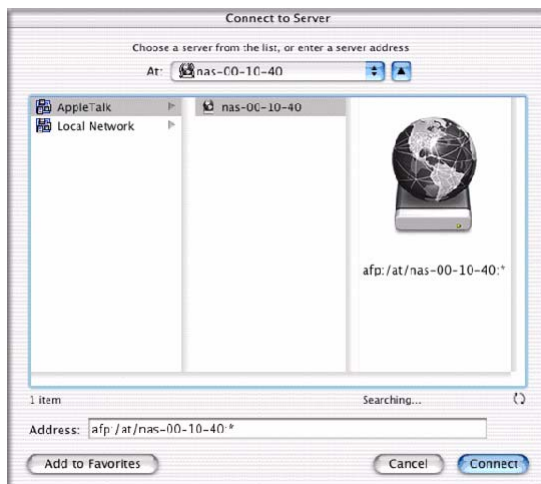 Connect to Server
Choose a server from the list, or enter a server address
At: nas-00-10-40
AppleTalk
Local Network
nas-00-10-40
afp:/at/nas-00-10-40:*
1 item
Searching...
Address: afp:/at/nas-00-10-40:*
Add to Favorites
Cancel
Connect